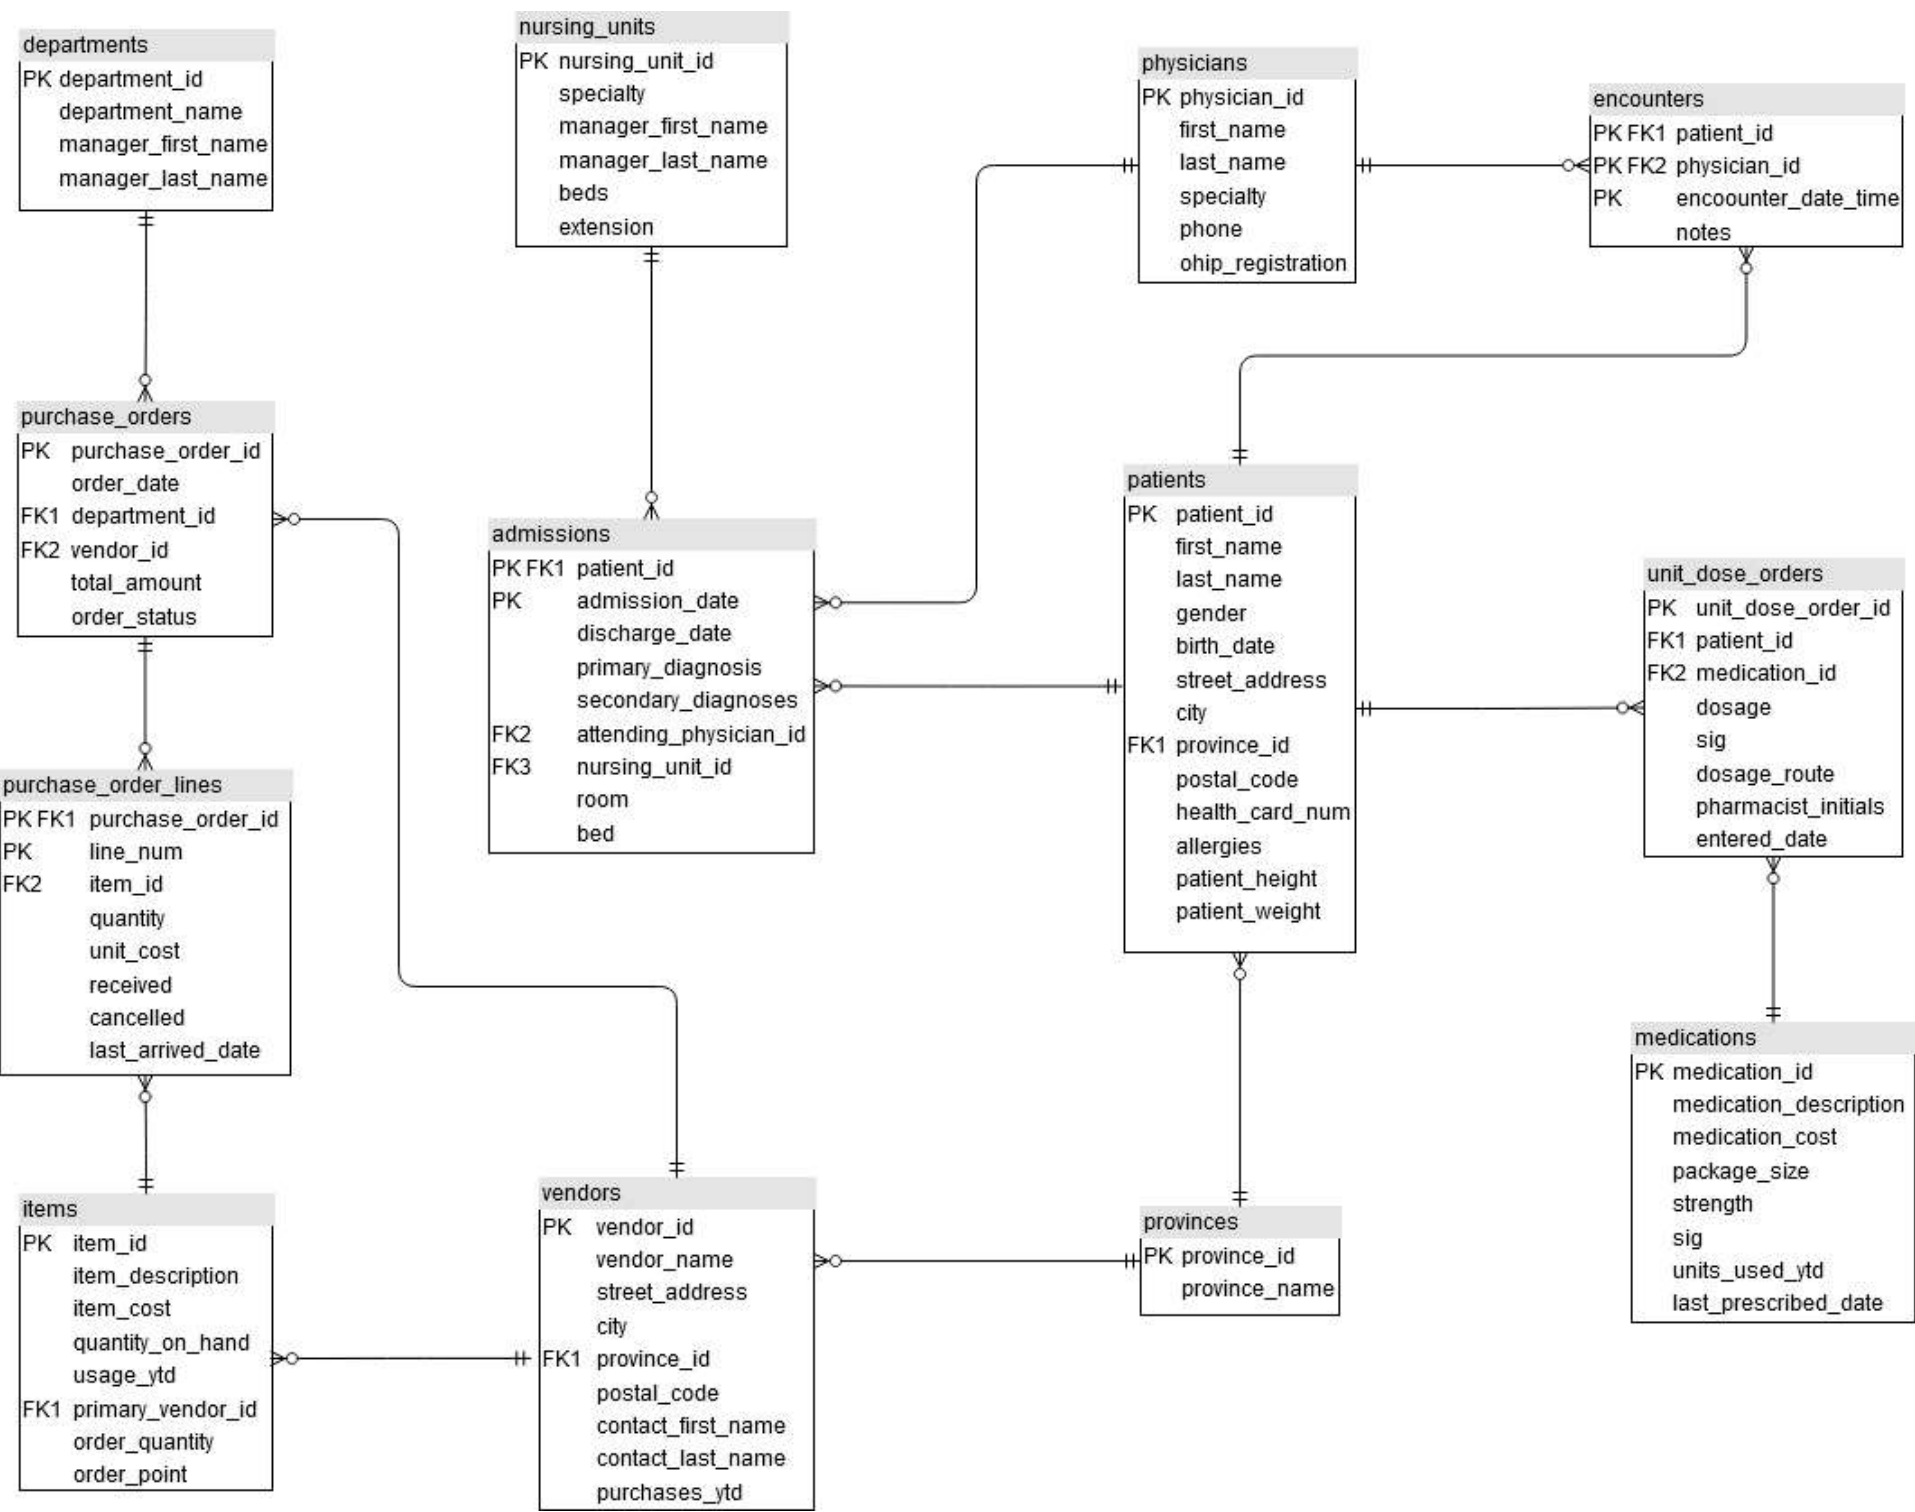 departments
PK department_id
department_name
manager_first_name
manager_last_name
nursing_units
PK nursing_unit_id
specialty
manager_first_name
manager_last_name
beds
extension
physicians
PK physician_id
first_name
last_name
specialty
phone
ohip_registration
encounters
PK FK1 patient_id
PK FK2 physician_id
PK encoounter_date_time
notes
purchase_orders
PK purchase_order_id
order_date
FK1 department_id
FK2 vendor_id
total_amount
order_status
admissions
PK FK1 patient_id
PK admission_date
discharge_date
primary_diagnosis
secondary_diagnoses
FK2 attending_physician_id
FK3 nursing_unit_id
room
bed
patients
PK patient_id
first_name
last_name
gender
birth_date
street_address
city
FK1 province_id
postal_code
health_card_num
allergies
patient_height
patient_weight
unit_dose_orders
PK unit_dose_order_id
FK1 patient_id
FK2 medication_id
dosage
sig
dosage_route
pharmacist_initials
entered_date
purchase_order_lines
PK FK1 purchase_order_id
PK line_num
FK2 item_id
quantity
unit_cost
received
cancelled
last_arrived_date
medications
PK medication_id
medication_description
medication_cost
package_size
strength
sig
units_used_ytd
last_prescribed_date
items
PK item_id
item_description
item_cost
quantity_on_hand
usage_ytd
FK1 primary_vendor_id
order_quantity
order_point
vendors
PK vendor_id
vendor_name
street_address
city
FK1 province_id
postal_code
contact_first_name
contact_last_name
purchases_ytd
provinces
PK province_id
province_name